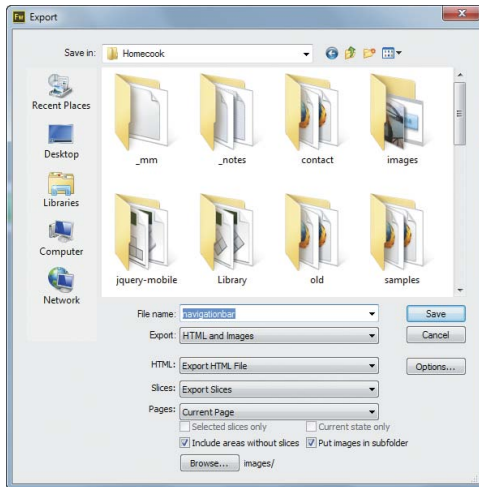 Fw Export
Save in: Homecook
Recent Places
Desktop
Libraries
Computer
Network
_mm _notes contact images
jquery-mobile Library old samples
File name: navigationbar Save
Export: HTML and Images Cancel
HTML: Export HTML File Options...
Slices: Export Slices
Pages: Current Page
Selected slices only Current state only
Include areas without slices Put images in subfolder
Browse... images/